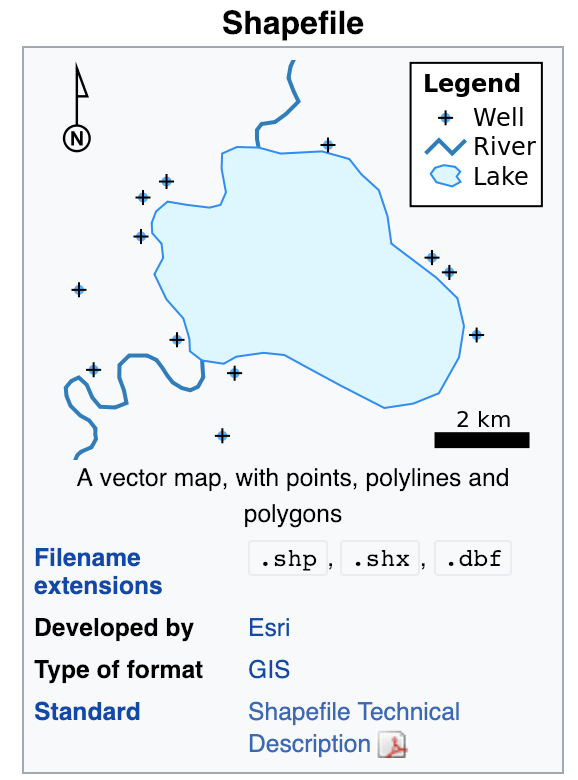 Shapefile
N
Legend
Well
River
Lake
2 km
A vector map, with points, polylines and
polygons
Filename
extensions
.shp, .shx, .dbf
Developed by
Esri
Type of format
GIS
Standard
Shapefile Technical
Description